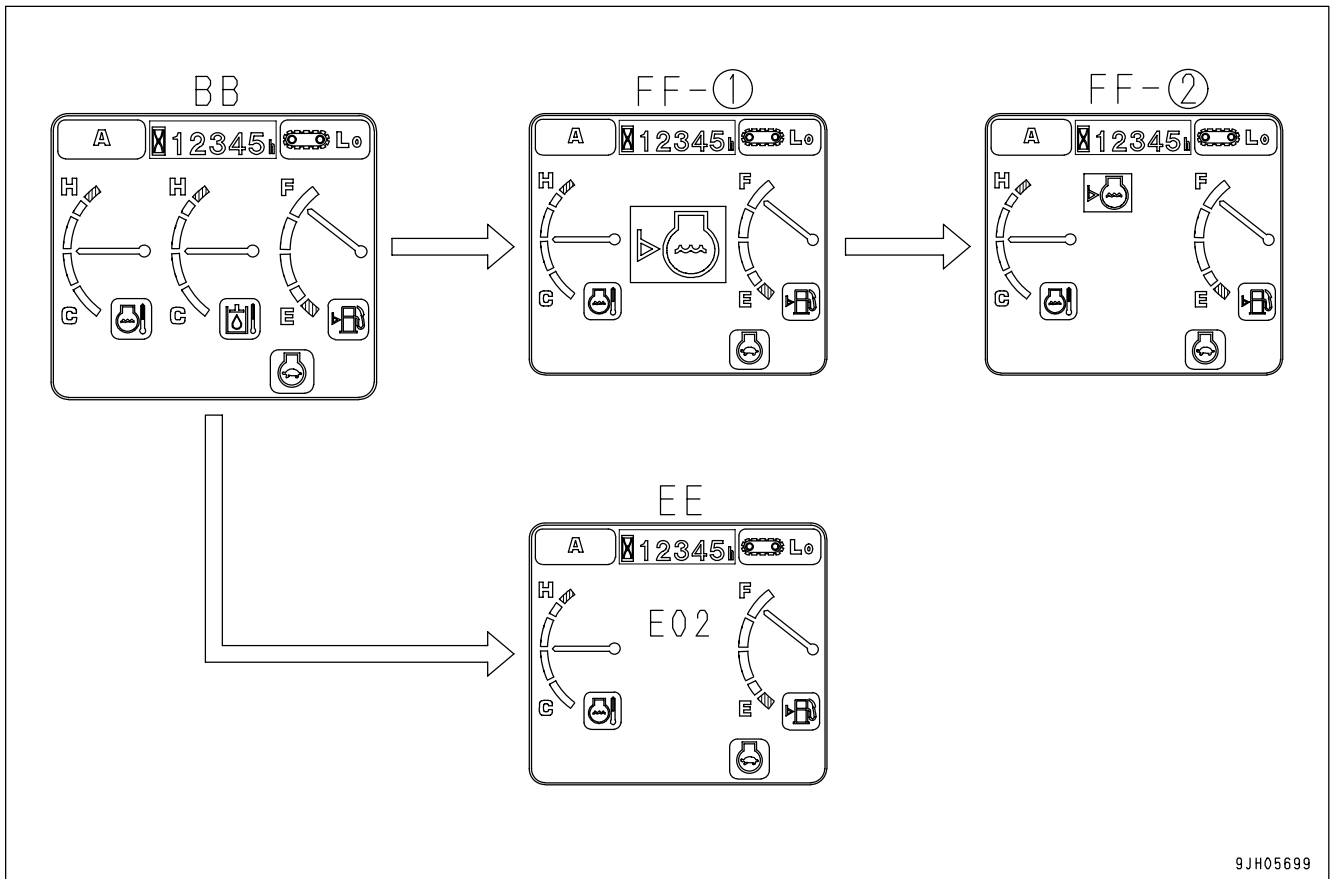 BB
A 12345h Lo
H H F
C C E
FF-①
A 12345h Lo
H F
C E
FF-②
A 12345h Lo
H F
C E
EE
A 12345h Lo
H F
E02
C E
9JH05699